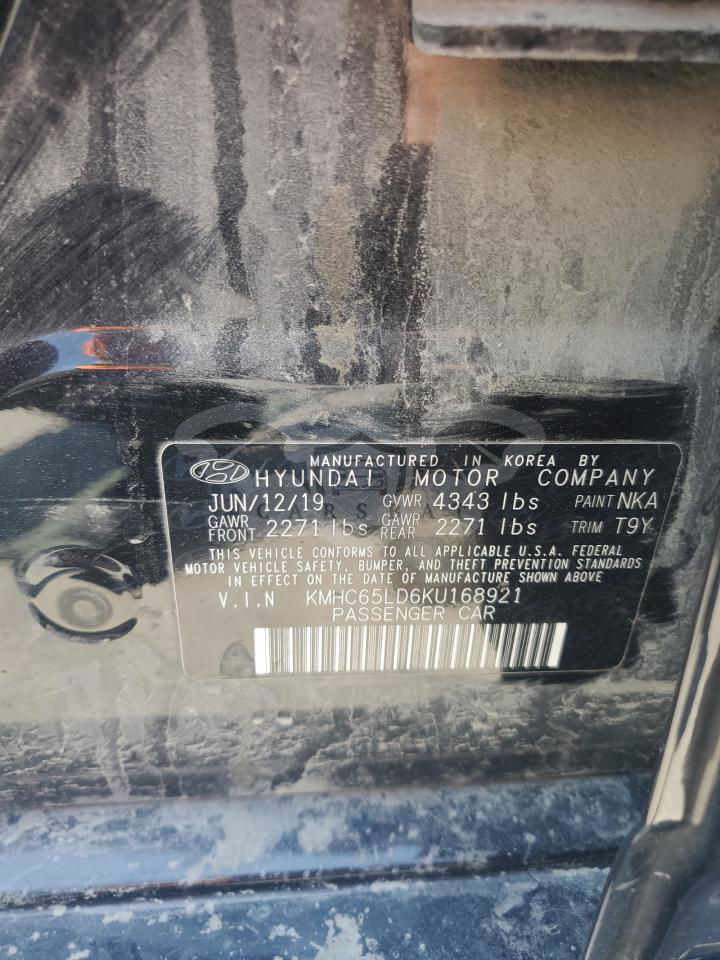 MANUFACTURED IN KOREA BY
HYUNDAI MOTOR COMPANY
JUN/12/19 GVWR 4343 lbs PAINT NKA
GAWR FRONT 2271 lbs GAWR REAR 2271 lbs TRIM T9Y
THIS VEHICLE CONFORMS TO ALL APPLICABLE U.S.A. FEDERAL
MOTOR VEHICLE SAFETY, BUMPER, AND THEFT PREVENTION STANDARDS
IN EFFECT ON THE DATE OF MANUFACTURE SHOWN ABOVE
V.I.N KMHC65LD6KU168921
PASSENGER CAR